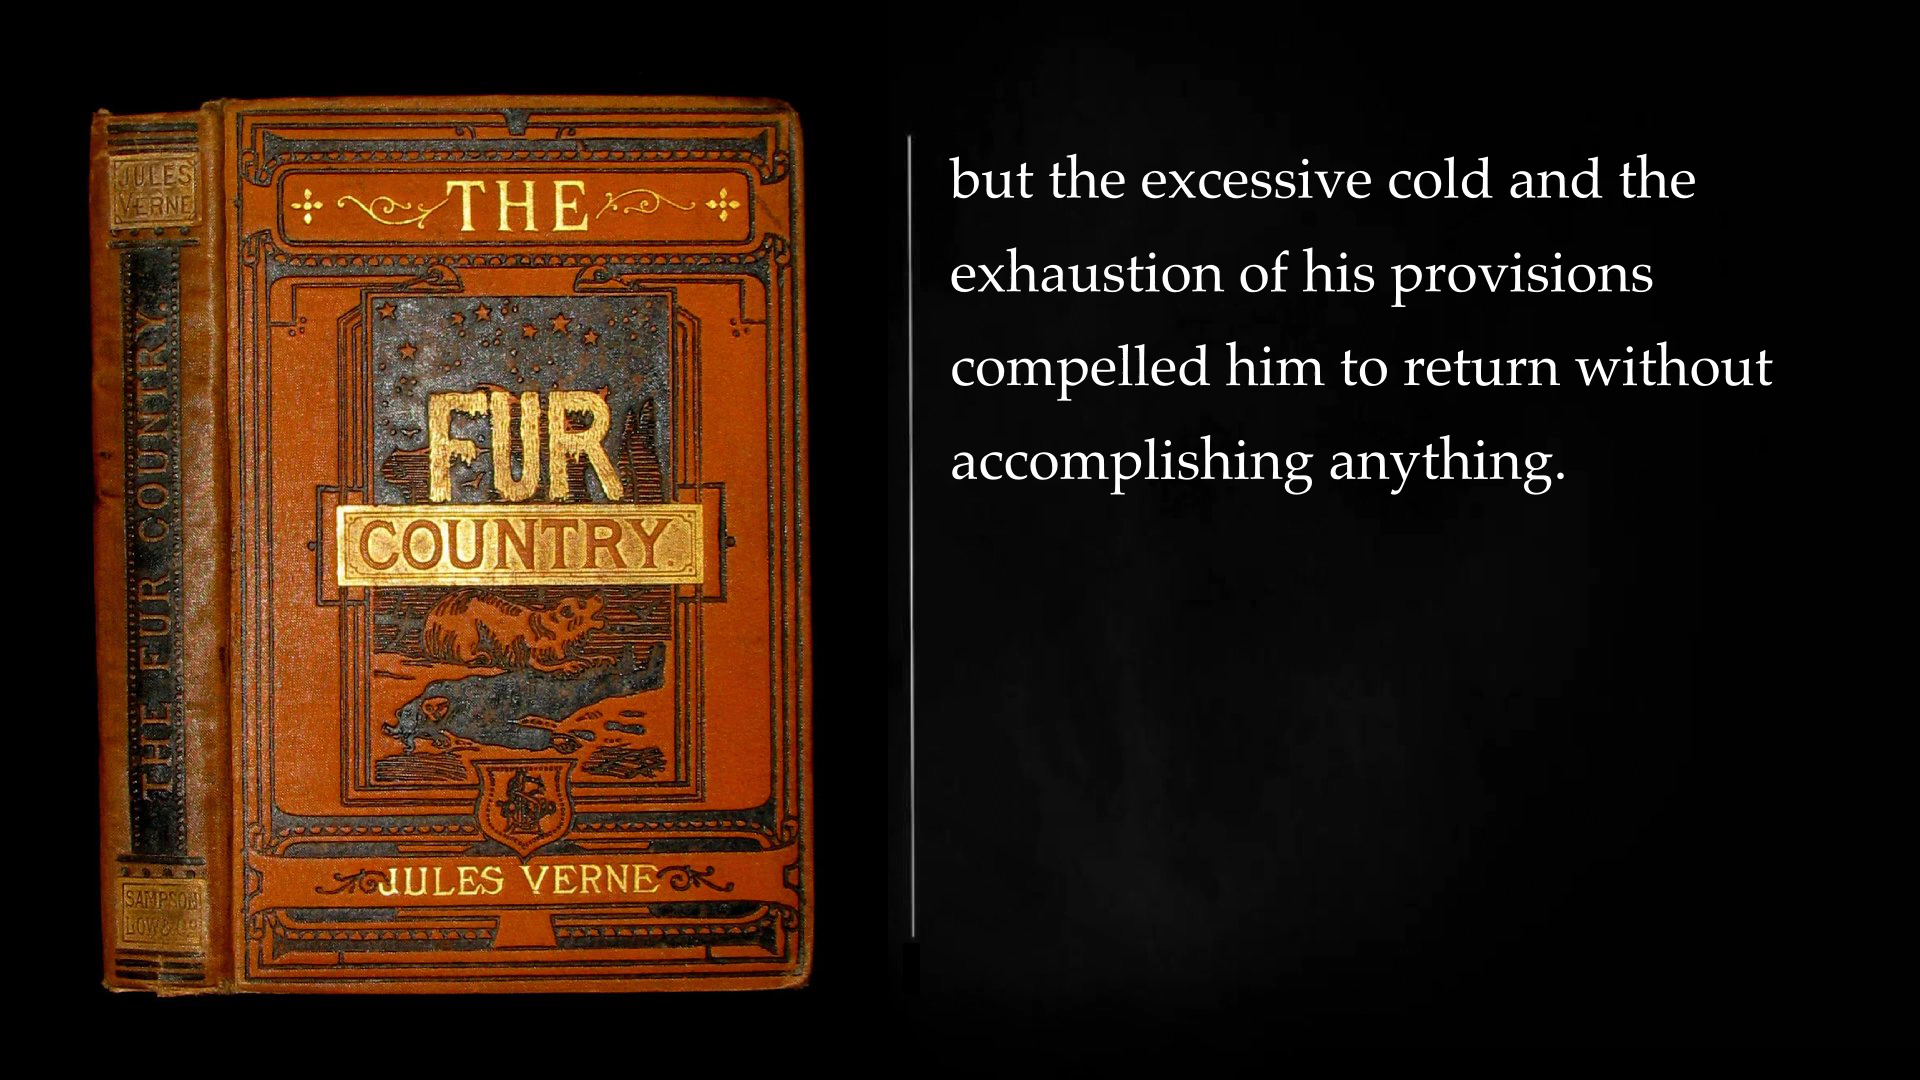 JULES
VERNE
THE FUR COUNTRY.
SAMPSON
LOW & Co
THE
FUR
COUNTRY.
JULES VERNE
but the excessive cold and the
exhaustion of his provisions
compelled him to return without
accomplishing anything.